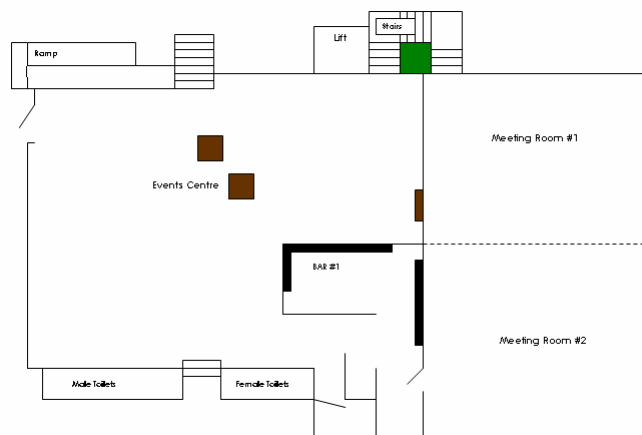 Stairs
Lift
Ramp
Meeting Room #1
Events Centre
BAR #1
Meeting Room #2
Male Toilets
Female Toilets